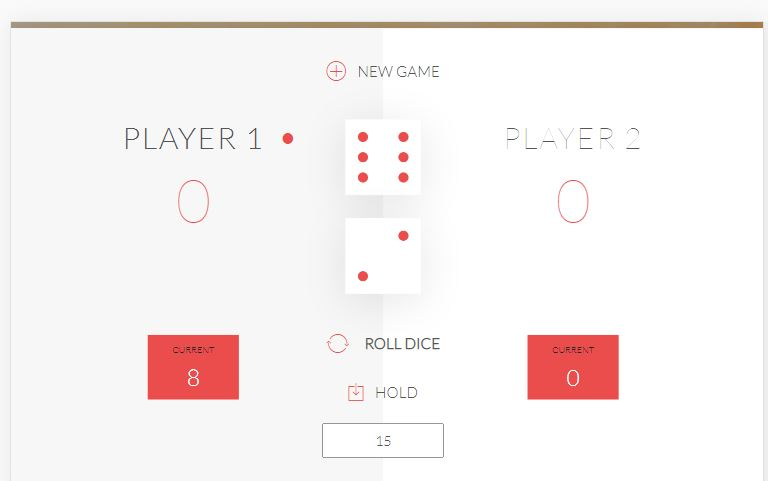 NEW GAME
PLAYER 1
PLAYER 2
0
0
ROLL DICE
CURRENT
8
CURRENT
0
HOLD
15